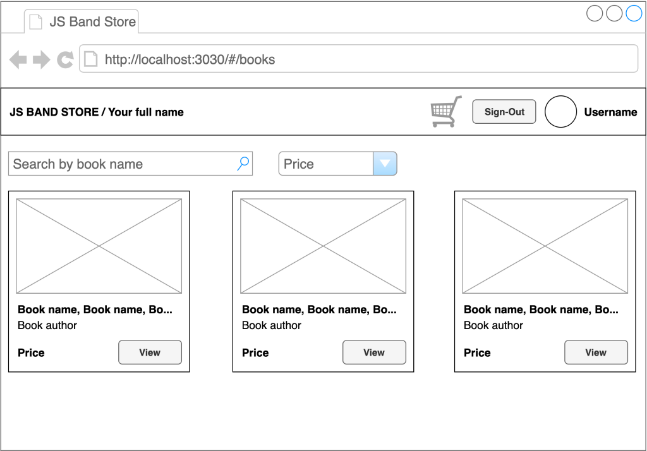 JS Band Store
http://localhost:3030/#/books
JS BAND STORE / Your full name
Sign-Out
Username
Search by book name
Price
Book name, Book name, Bo...
Book author
Price
View
Book name, Book name, Bo...
Book author
Price
View
Book name, Book name, Bo...
Book author
Price
View